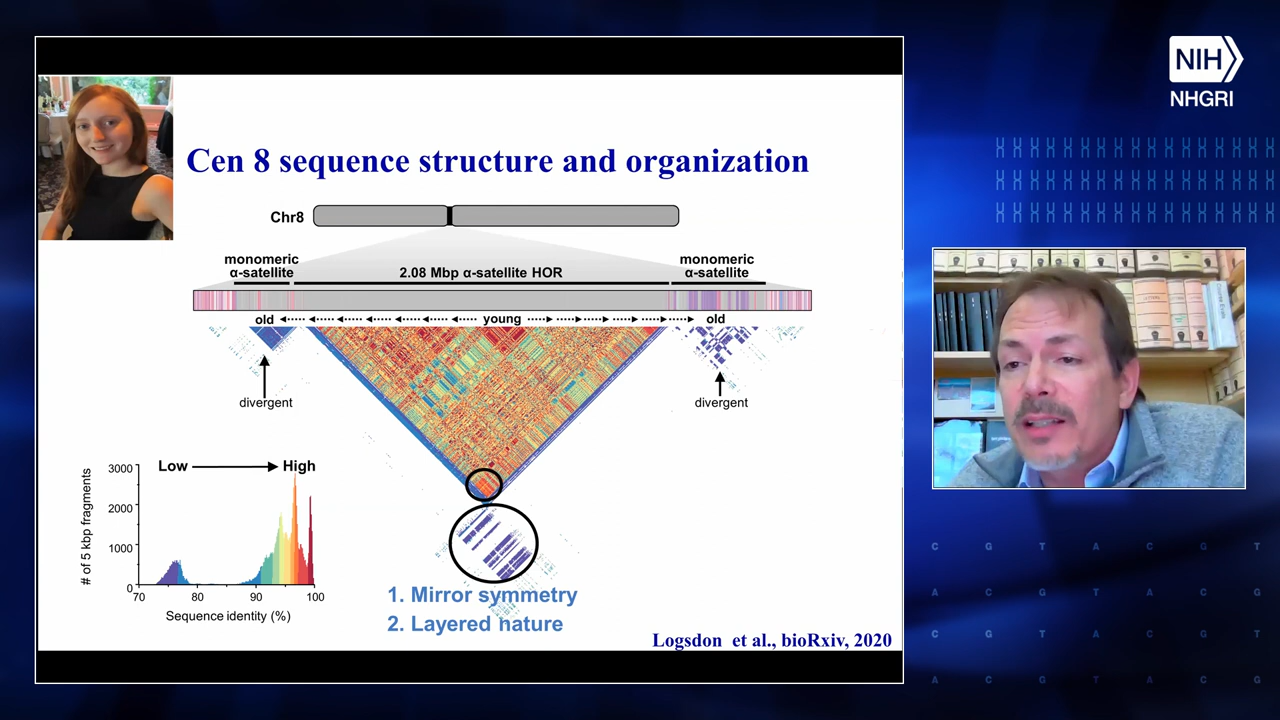 NIH
NHGRI
Cen 8 sequence structure and organization
Chr8
monomeric
α-satellite
2.08 Mbp α-satellite HOR
monomeric
α-satellite
old
young
old
divergent
divergent
Low
High
# of 5 kbp fragments
3000
2000
1000
0
70 80 90 100
Sequence identity (%)
1. Mirror symmetry
2. Layered nature
Logsdon et al., bioRxiv, 2020
C G T A C G T
A C G T A C G
C G T A C G T
A C G T A C G